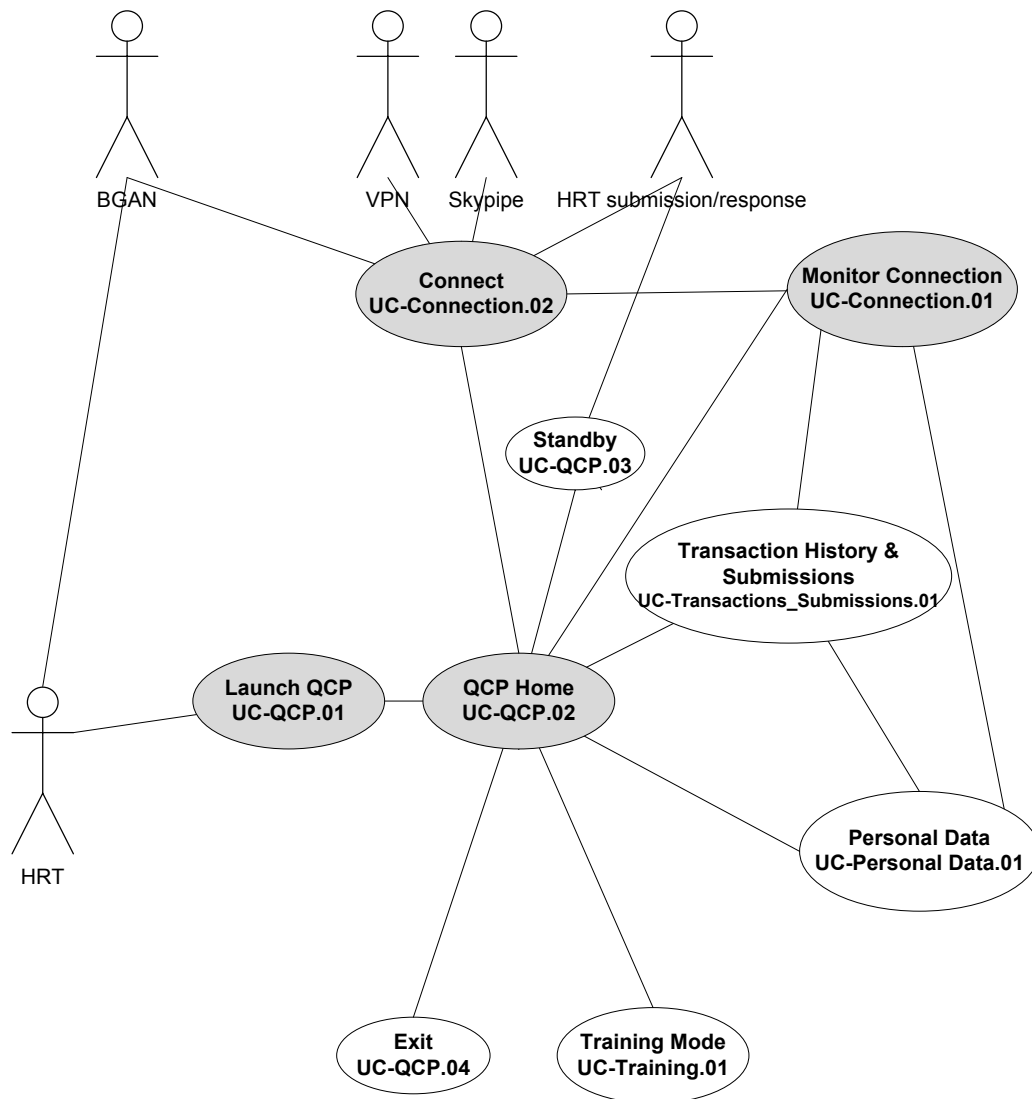 BGAN
VPN
Skypipe
HRT submission/response
Connect
UC-Connection.02
Monitor Connection
UC-Connection.01
Standby
UC-QCP.03
Transaction History &
Submissions
UC-Transactions_Submissions.01
Launch QCP
UC-QCP.01
QCP Home
UC-QCP.02
Personal Data
UC-Personal Data.01
HRT
Exit
UC-QCP.04
Training Mode
UC-Training.01